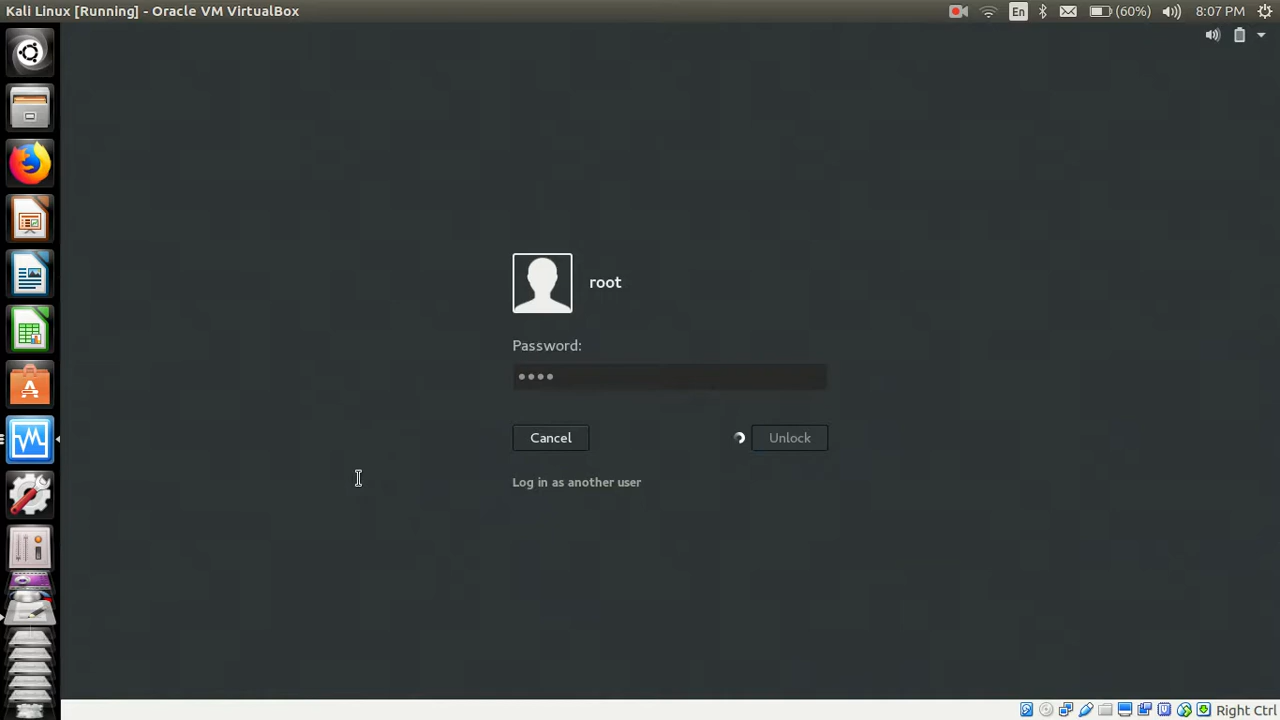 Kali Linux [Running] - Oracle VM VirtualBox
En
(60%)
8:07 PM
root
Password:
Cancel
Unlock
Log in as another user
Right Ctrl